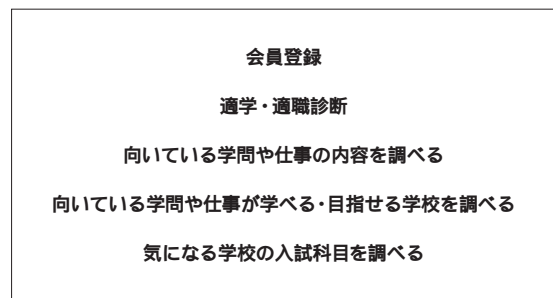 会員登録
適学・適職診断
向いている学問や仕事の内容を調べる
向いている学問や仕事が学べる・目指せる学校を調べる
気になる学校の入試科目を調べる